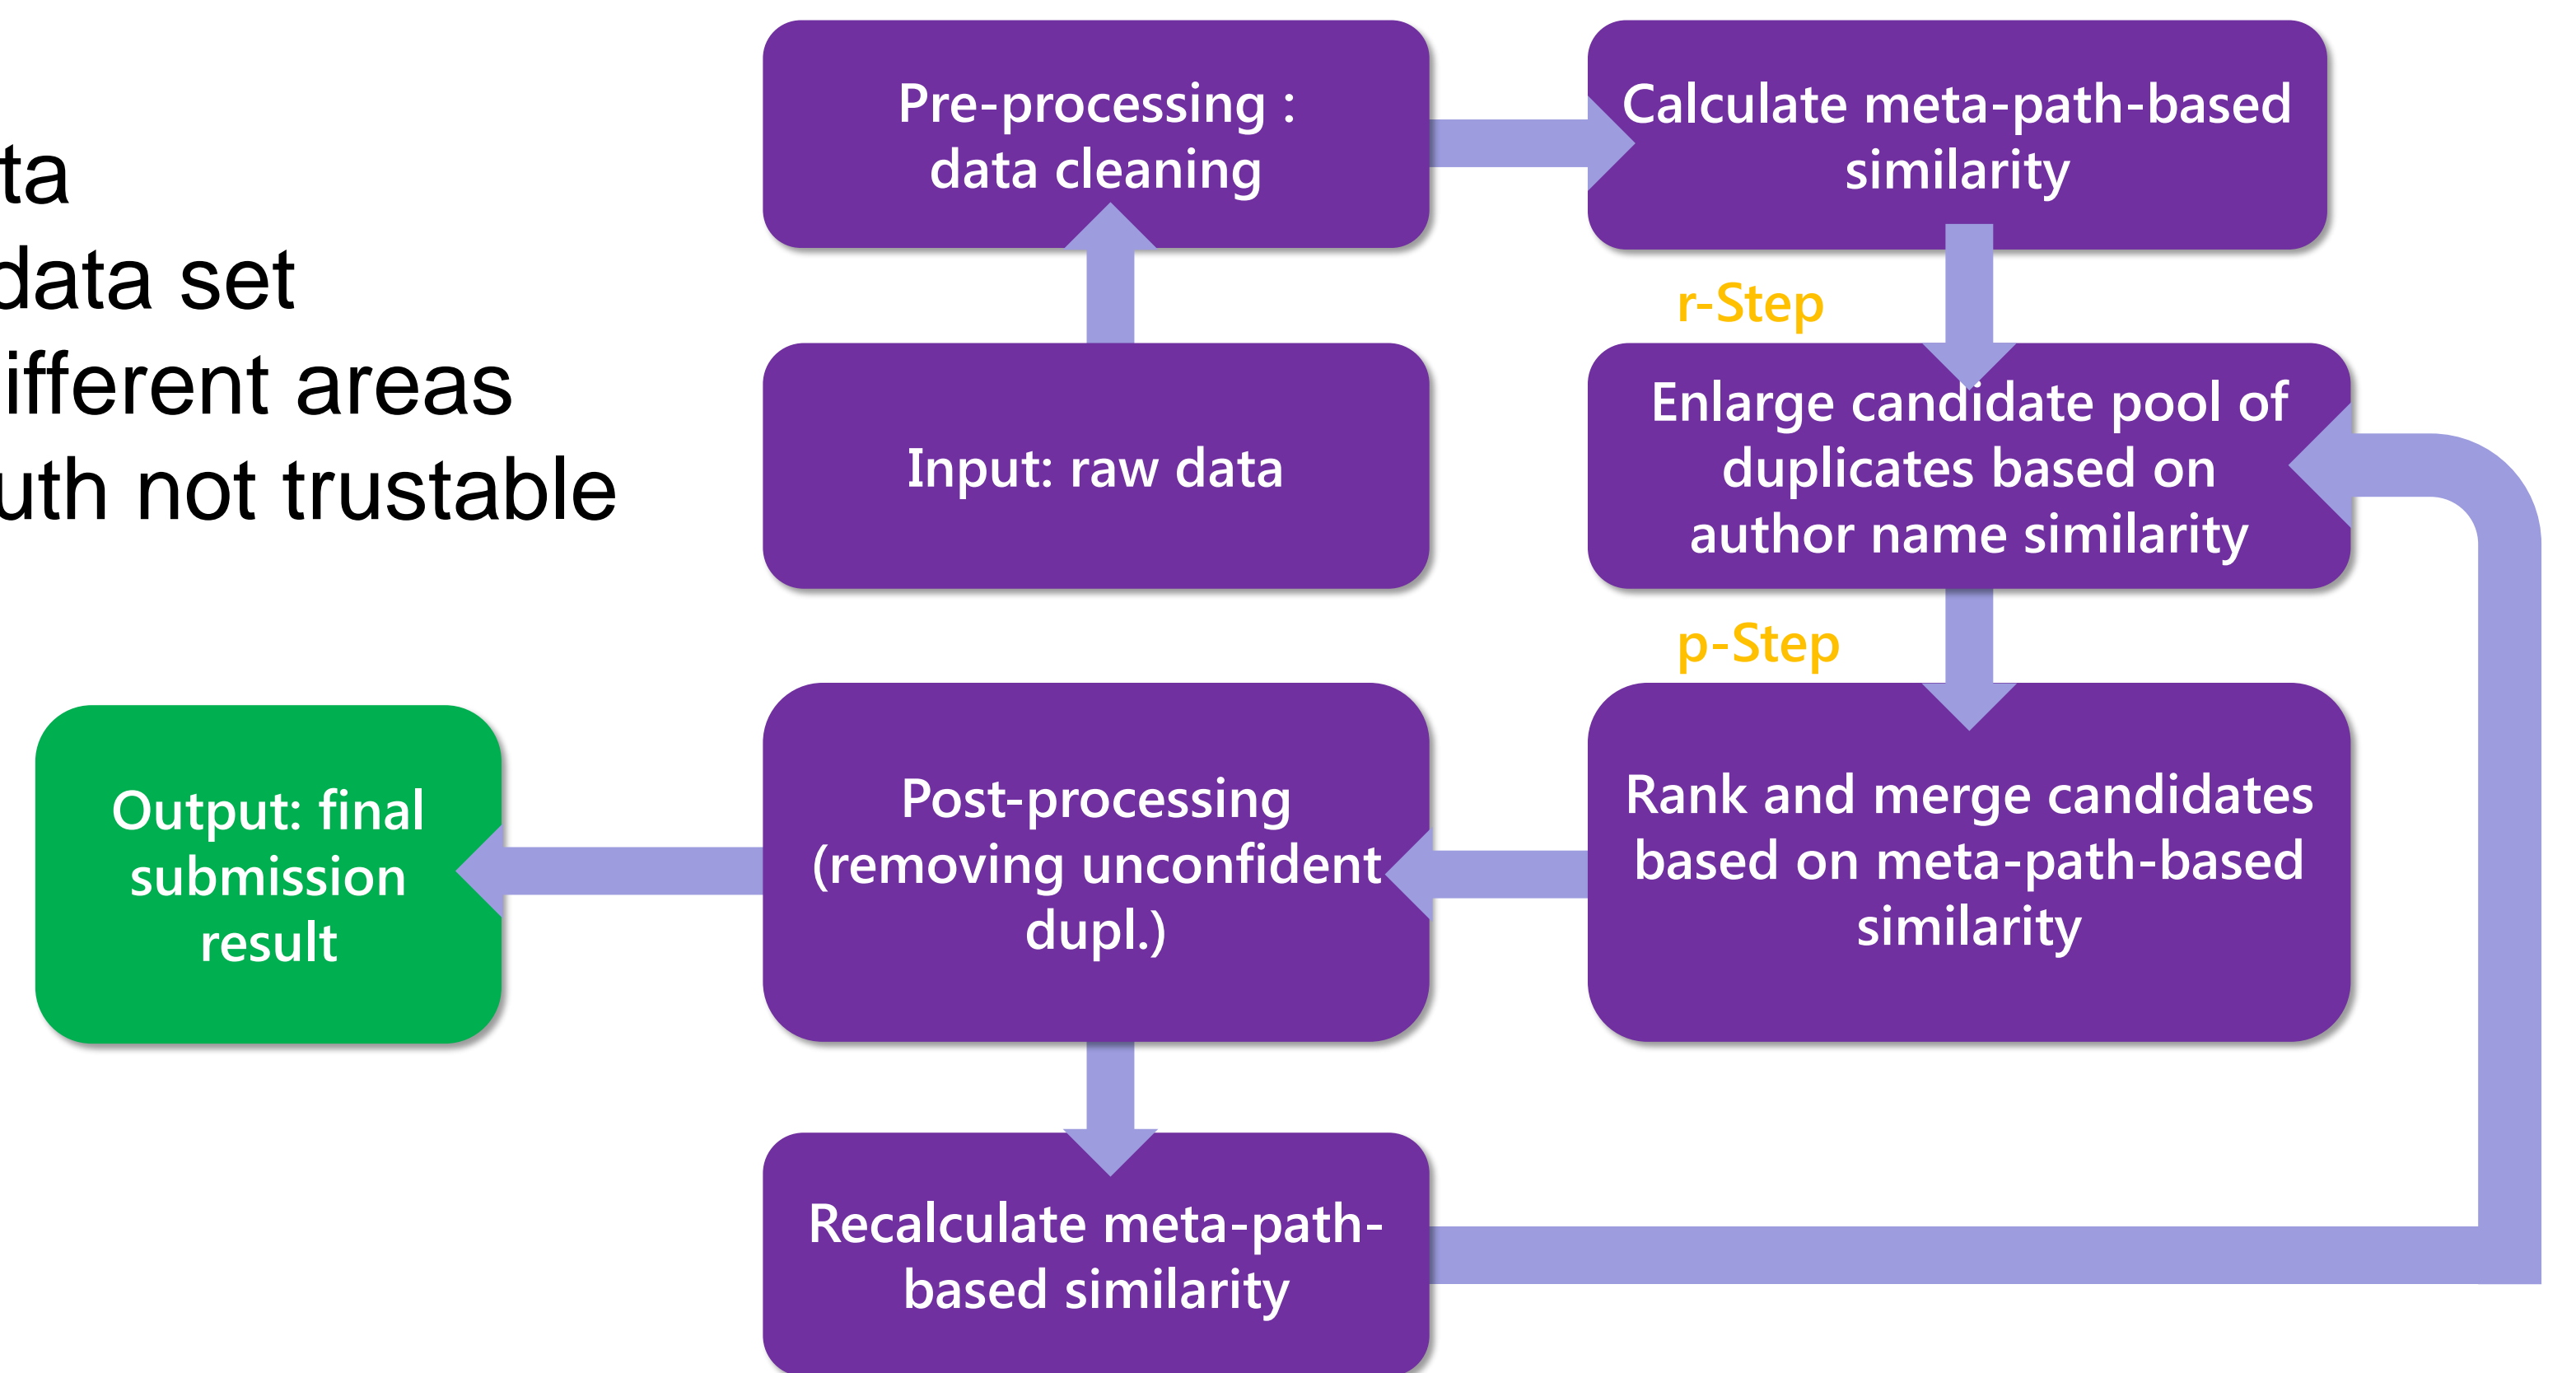 ta
data set
ifferent areas
uth not trustable
Pre-processing :
data cleaning
Calculate meta-path-based
similarity
r-Step
Input: raw data
Enlarge candidate pool of
duplicates based on
author name similarity
p-Step
Output: final
submission
result
Post-processing
(removing unconfident
dupl.)
Rank and merge candidates
based on meta-path-based
similarity
Recalculate meta-path-
based similarity